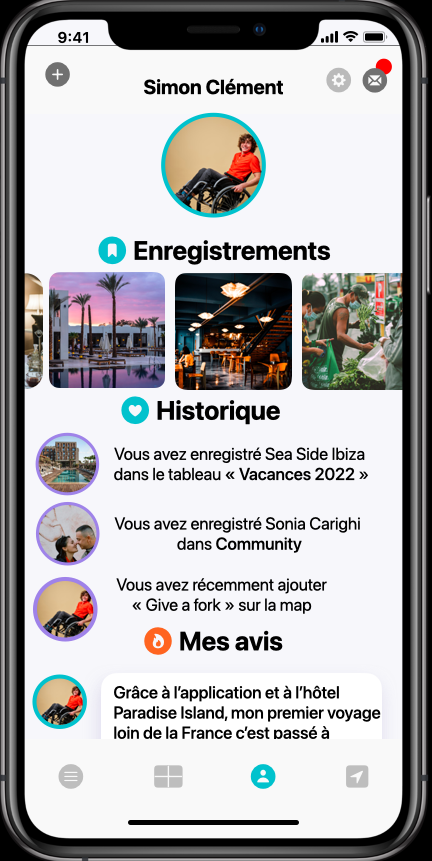 9:41
Simon Clément
Enregistrements
Historique
Vous avez enregistré Sea Side Ibiza
dans le tableau « Vacances 2022 »
Vous avez enregistré Sonia Carighi
dans Community
Vous avez récemment ajouter
« Give a fork » sur la map
Mes avis
Grâce à l’application et à l’hôtel
Paradise Island, mon premier voyage
loin de la France c’est passé à